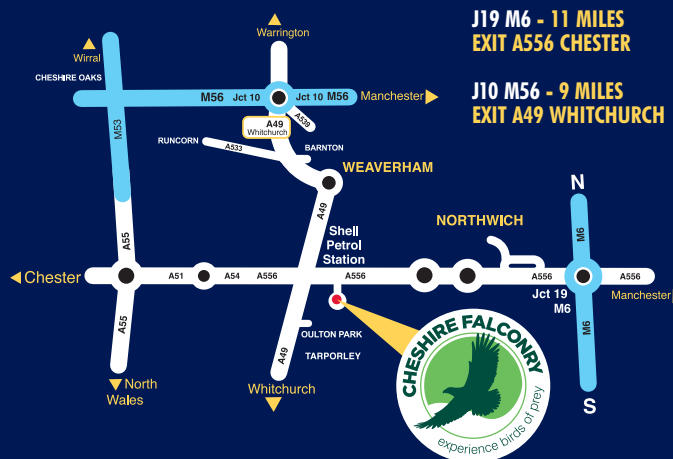 J19 M6 - 11 MILES
EXIT A556 CHESTER
J10 M56 - 9 MILES
EXIT A49 WHITCHURCH
Wirral
Warrington
CHESHIRE OAKS
M56 Jct 10
Jct 10 M56
Manchester
M53
A49
Whitchurch
A539
RUNCORN
A533
BARNTON
WEAVERHAM
A49
Shell
Petrol
Station
NORTHWICH
N
M6
A55
Chester
A51
A54
A556
A556
A556
A556
Jct 19
M6
Manchester
M6
S
A55
North
Wales
OULTON PARK
TARPORLEY
A49
Whitchurch
CHESHIRE FALCONRY
experience birds of prey